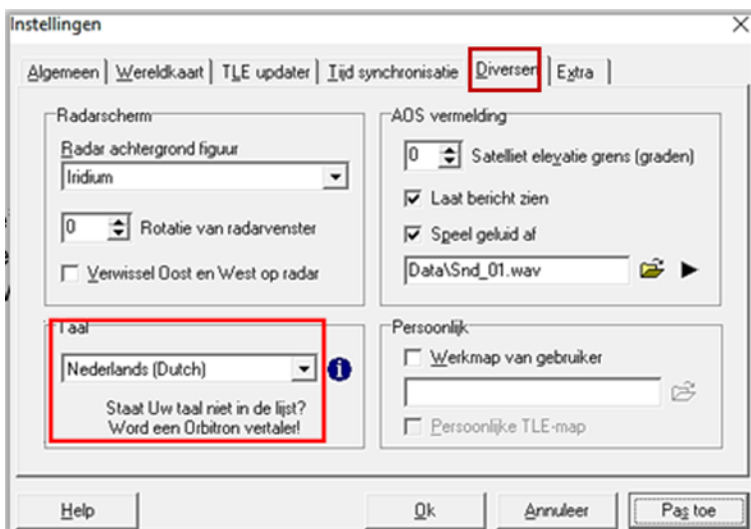 Instellingen
Algemeen
Wereldkaart
TLE updater
Tijd synchronisatie
Diversen
Extra
Radarscherm
Radar achtergrond figuur
Iridium
0 Rotatie van radarvenster
Verwissel Oost en West op radar
AOS vermelding
0 Satelliet elevatie grens (graden)
Laat bericht zien
Speel geluid af
Data\Snd_01.wav
Taal
Nederlands (Dutch)
Staat Uw taal niet in de lijst?
Word een Orbitron vertaler!
Persoonlijk
Werkmap van gebruiker
Persoonlijke TLE-map
Help
Ok
Annuleer
Pas toe